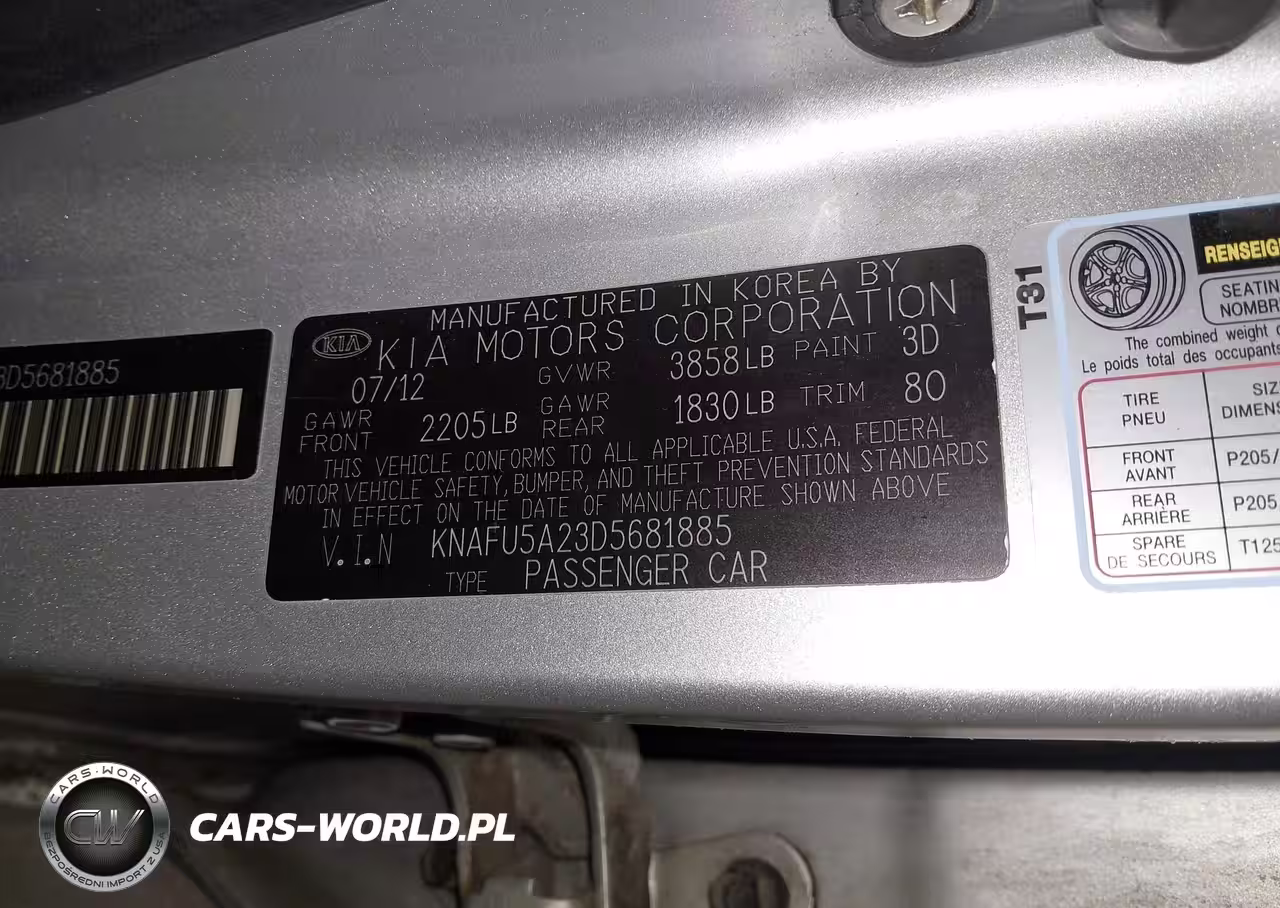 3D5681885
MANUFACTURED IN KOREA BY
KIA
KIA MOTORS CORPORATION
07/12 GVWR 3858LB PAINT 3D
GAWR FRONT 2205LB GAWR REAR 1830LB TRIM 80
THIS VEHICLE CONFORMS TO ALL APPLICABLE U.S.A. FEDERAL
MOTOR VEHICLE SAFETY, BUMPER, AND THEFT PREVENTION STANDARDS
IN EFFECT ON THE DATE OF MANUFACTURE SHOWN ABOVE
V.I.N KNAFU5A23D5681885
TYPE PASSENGER CAR
T31
RENSEIG
SEATIN
NOMBR
The combined weight
Le poids total des occupants
TIRE
PNEU
SIZ
DIMENS
FRONT
AVANT
P205/
REAR
ARRIÈRE
P205
SPARE
DE SECOURS
T125
CARS-WORLD
CW
BEZPOŚREDNI IMPORT Z USA
CARS-WORLD.PL